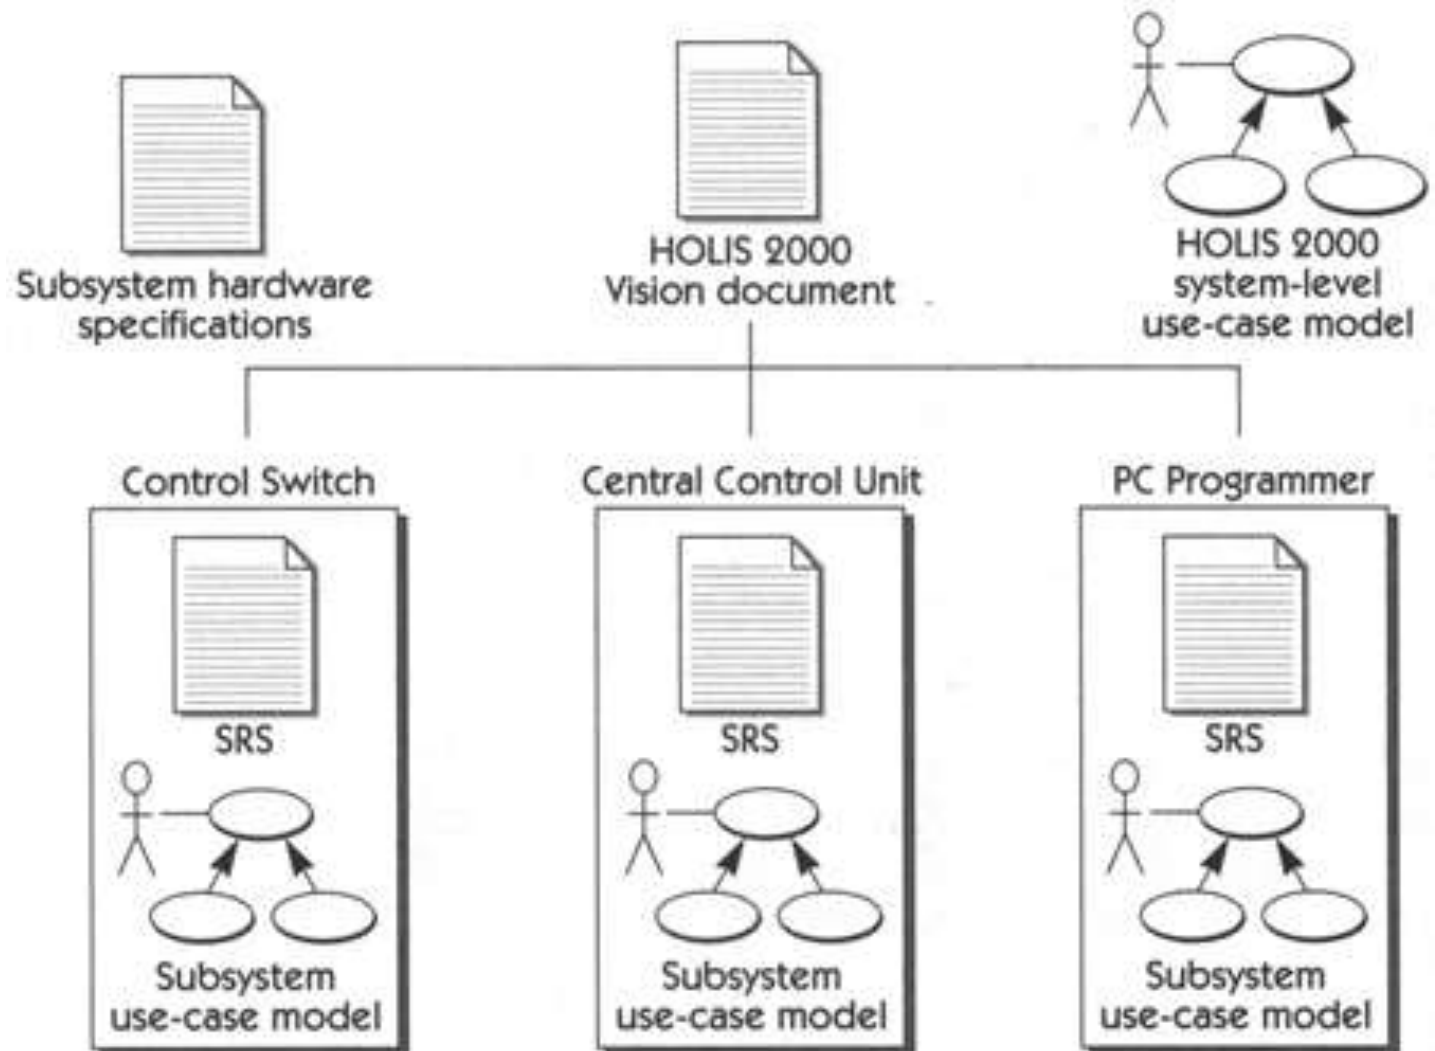 Subsystem hardware
specifications
HOLIS 2000
Vision document
HOLIS 2000
system-level
use-case model
Control Switch
SRS
Subsystem
use-case model
Central Control Unit
SRS
Subsystem
use-case model
PC Programmer
SRS
Subsystem
use-case model